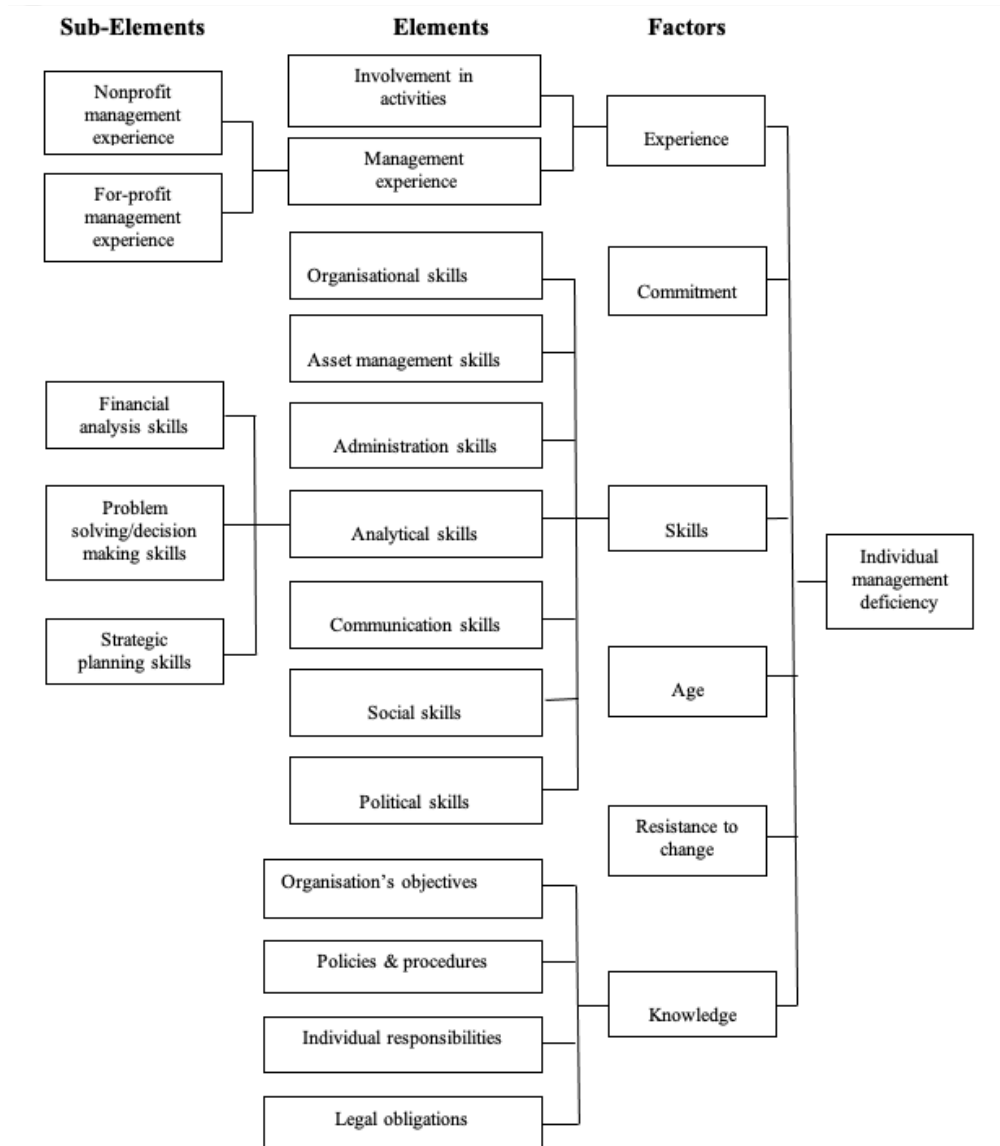 Sub-Elements
Elements
Factors
Nonprofit
management
experience
For-profit
management
experience
Financial
analysis skills
Problem
solving/decision
making skills
Strategic
planning skills
Involvement in
activities
Management
experience
Organisational skills
Asset management skills
Administration skills
Analytical skills
Communication skills
Social skills
Political skills
Organisation’s objectives
Policies & procedures
Individual responsibilities
Legal obligations
Experience
Commitment
Skills
Age
Resistance to
change
Knowledge
Individual
management
deficiency